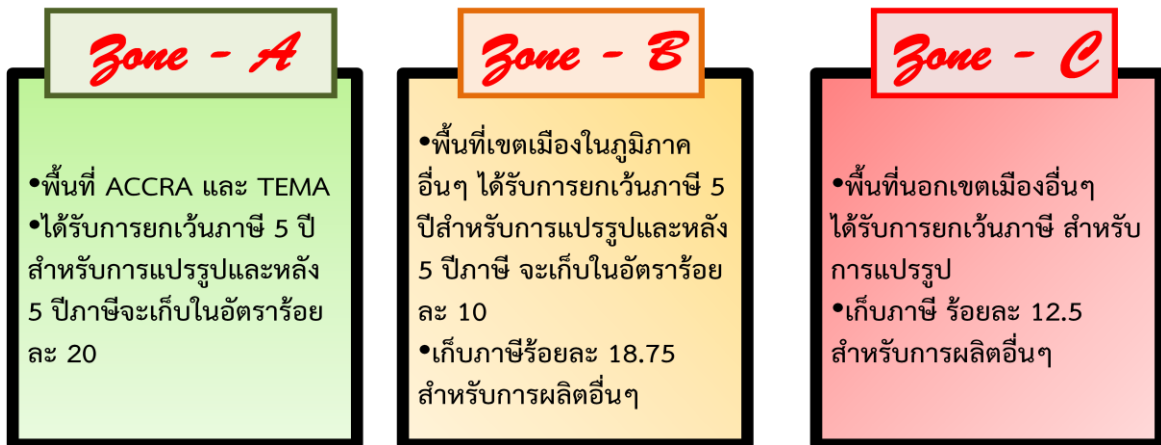 Zone - A
•พื้นที่ ACCRA และ TEMA
•ได้รับการยกเว้นภาษี 5 ปี
สำหรับการแปรรูปและหลัง
5 ปีภาษีจะเก็บในอัตราร้อย
ละ 20
Zone - B
•พื้นที่เขตเมืองในภูมิภาค
อื่นๆ ได้รับการยกเว้นภาษี 5
ปีสำหรับการแปรรูปและหลัง
5 ปีภาษี จะเก็บในอัตราร้อย
ละ 10
•เก็บภาษีร้อยละ 18.75
สำหรับการผลิตอื่นๆ
Zone - C
•พื้นที่นอกเขตเมืองอื่นๆ
ได้รับการยกเว้นภาษี สำหรับ
การแปรรูป
•เก็บภาษี ร้อยละ 12.5
สำหรับการผลิตอื่นๆ